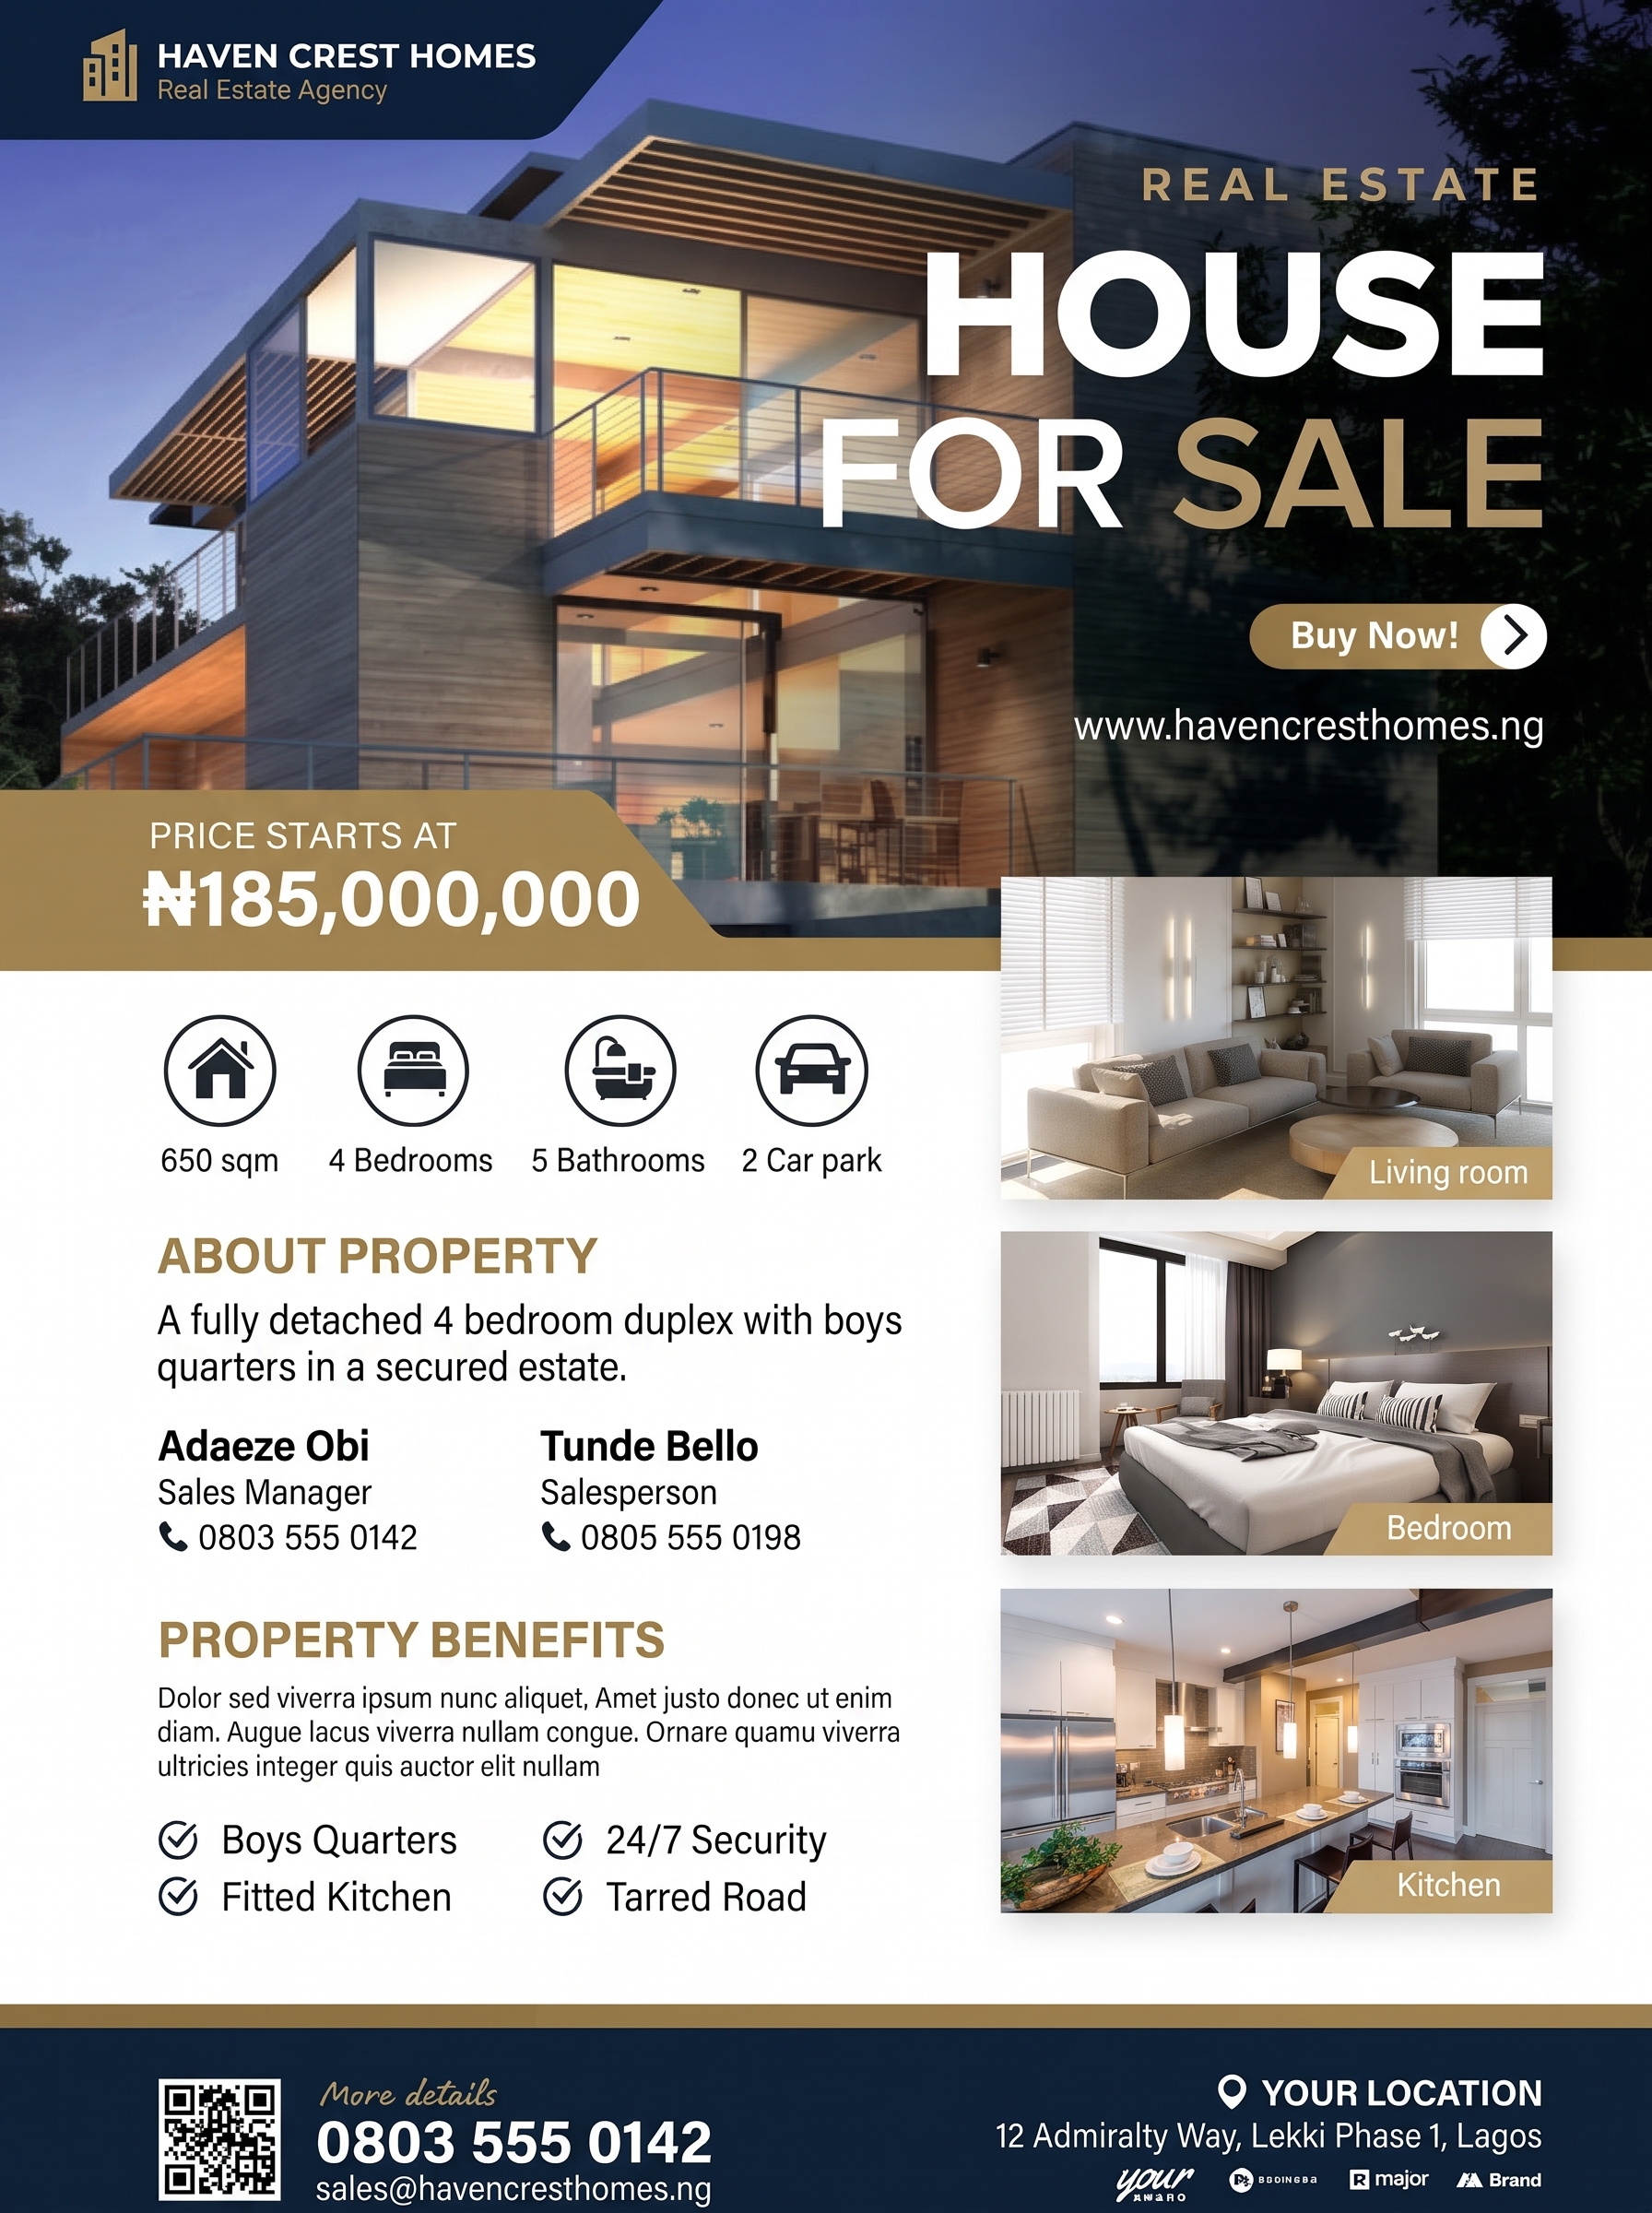 HAVEN CREST HOMES
Real Estate Agency
REAL ESTATE
HOUSE
FOR SALE
Buy Now!
www.havencresthomes.ng
PRICE STARTS AT
₦185,000,000
650 sqm
4 Bedrooms
5 Bathrooms
2 Car park
Living room
ABOUT PROPERTY
A fully detached 4 bedroom duplex with boys
quarters in a secured estate.
Bedroom
Adaeze Obi
Sales Manager
0803 555 0142
Tunde Bello
Salesperson
0805 555 0198
PROPERTY BENEFITS
Dolor sed viverra ipsum nunc aliquet, Amet justo donec ut enim
diam. Augue lacus viverra nullam congue. Ornare quamu viverra
ultricies integer quis auctor elit nullam
Boys Quarters
24/7 Security
Fitted Kitchen
Tarred Road
Kitchen
More details
0803 555 0142
sales@havencresthomes.ng
YOUR LOCATION
12 Admiralty Way, Lekki Phase 1, Lagos
your
R major
Brand